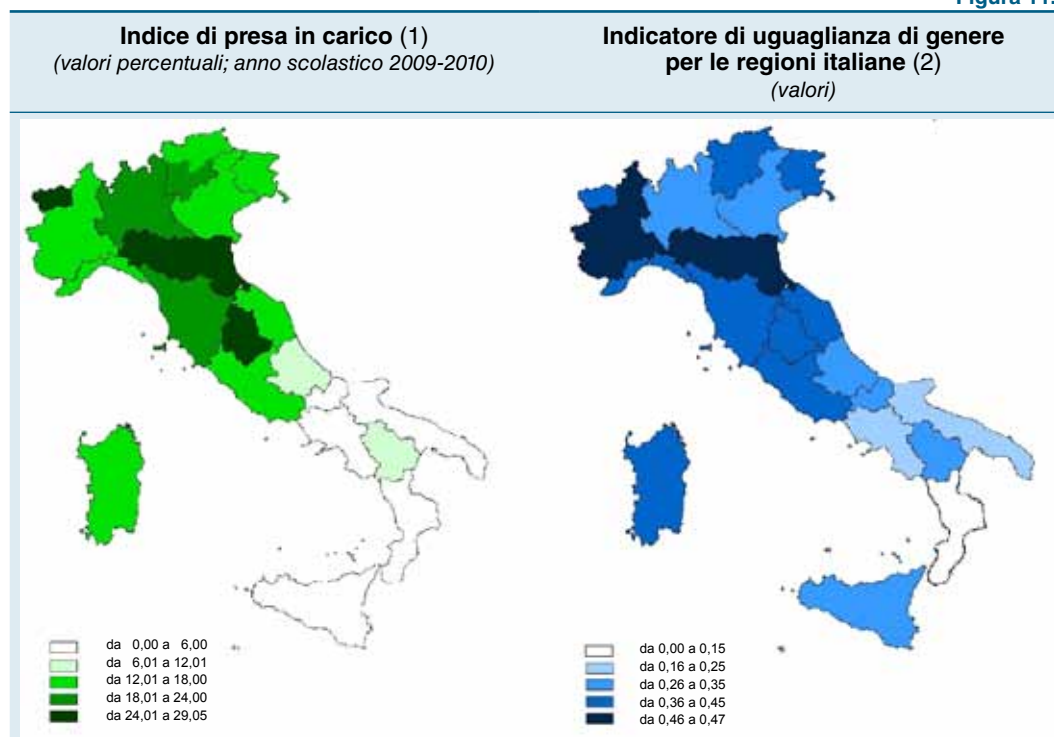 Indice di presa in carico (1)
(valori percentuali; anno scolastico 2009-2010)
Indicatore di uguaglianza di genere
per le regioni italiane (2)
(valori)
da 0,00 a 6,00
da 6,01 a 12,01
da 12,01 a 18,00
da 18,01 a 24,00
da 24,01 a 29,05
da 0,00 a 0,15
da 0,16 a 0,25
da 0,26 a 0,35
da 0,36 a 0,45
da 0,46 a 0,47